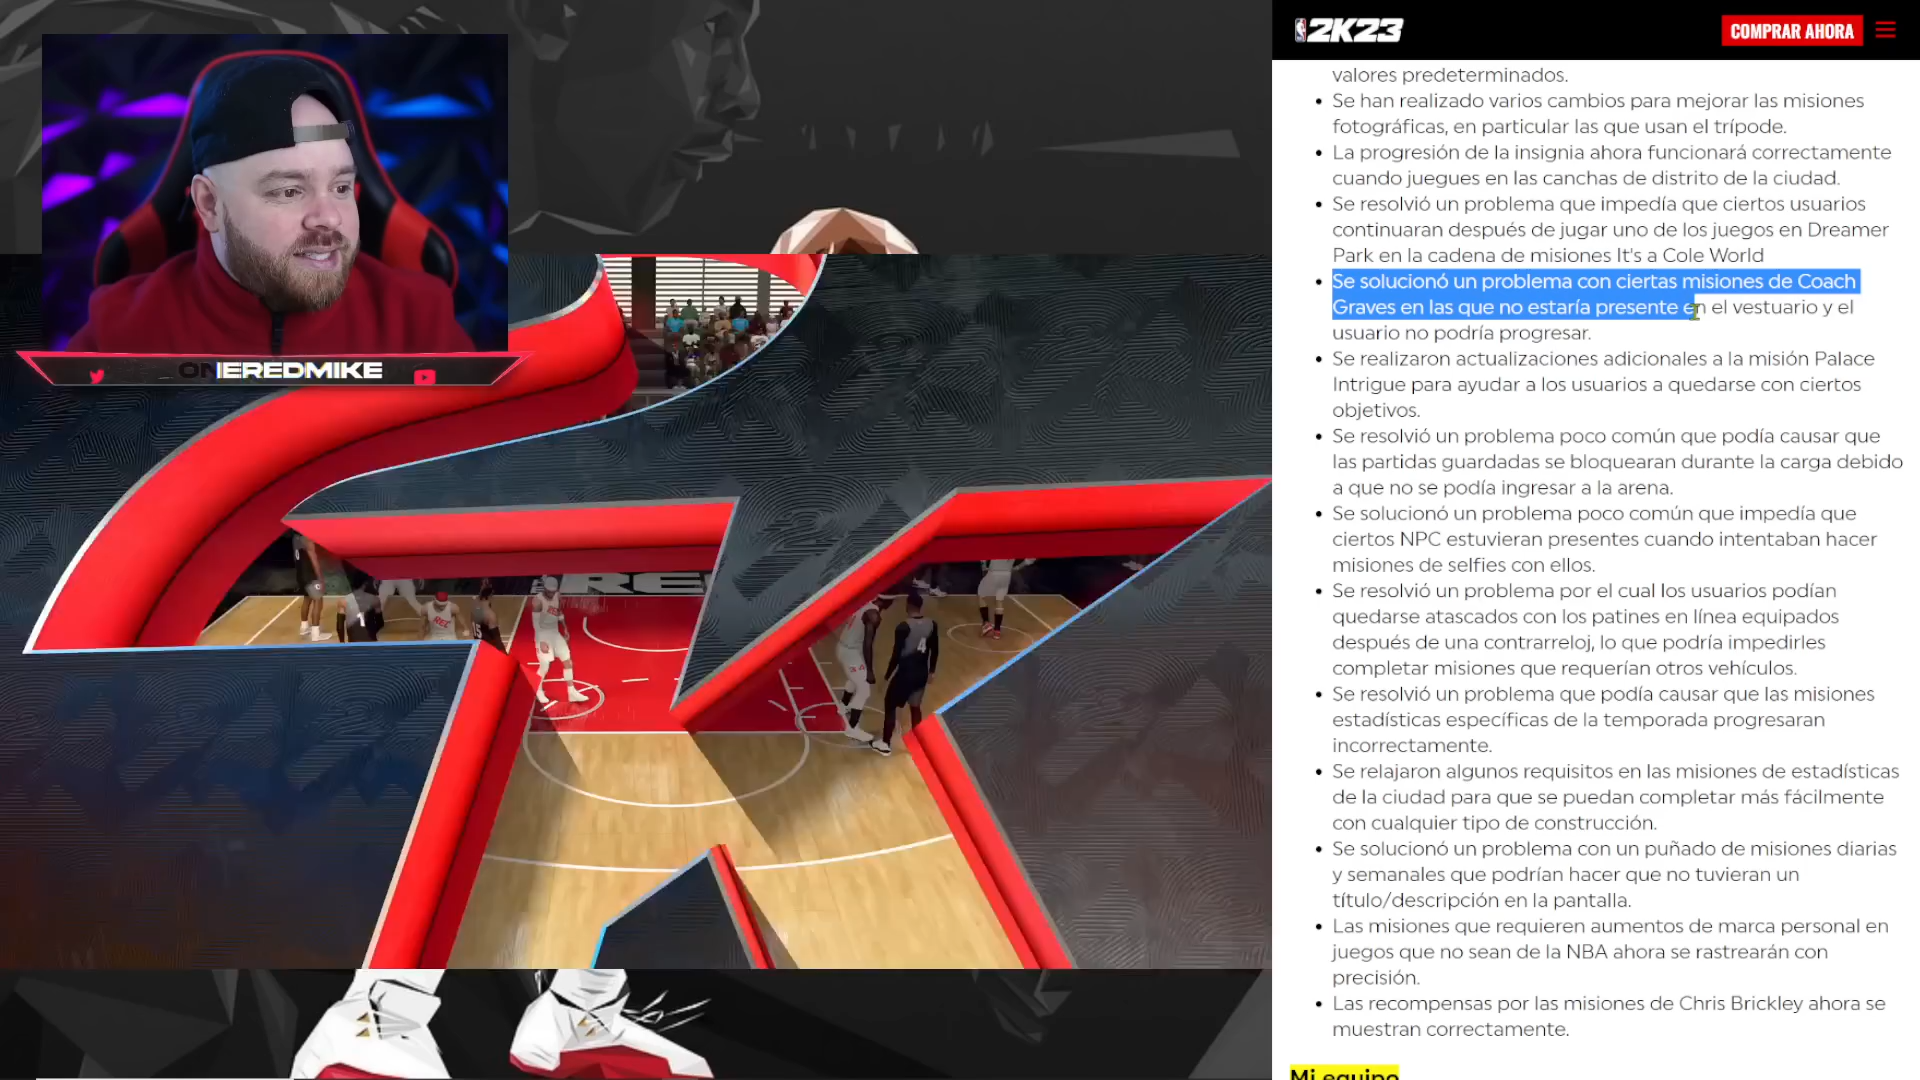 2K23
COMPRAR AHORA
valores predeterminados.
• Se han realizado varios cambios para mejorar las misiones
fotográficas, en particular las que usan el trípode.
• La progresión de la insignia ahora funcionará correctamente
cuando juegues en las canchas de distrito de la ciudad.
• Se resolvió un problema que impedía que ciertos usuarios
continuaran después de jugar uno de los juegos en Dreamer
Park en la cadena de misiones It's a Cole World
• Se solucionó un problema con ciertas misiones de Coach
Graves en las que no estaría presente en el vestuario y el
usuario no podría progresar.
• Se realizaron actualizaciones adicionales a la misión Palace
Intrigue para ayudar a los usuarios a quedarse con ciertos
objetivos.
• Se resolvió un problema poco común que podía causar que
las partidas guardadas se bloquearan durante la carga debido
a que no se podía ingresar a la arena.
• Se solucionó un problema poco común que impedía que
ciertos NPC estuvieran presentes cuando intentaban hacer
misiones de selfies con ellos.
• Se resolvió un problema por el cual los usuarios podían
quedarse atascados con los patines en línea equipados
después de una contrarreloj, lo que podría impedirles
completar misiones que requerían otros vehículos.
• Se resolvió un problema que podía causar que las misiones
estadísticas específicas de la temporada progresaran
incorrectamente.
• Se relajaron algunos requisitos en las misiones de estadísticas
de la ciudad para que se puedan completar más fácilmente
con cualquier tipo de construcción.
• Se solucionó un problema con un puñado de misiones diarias
y semanales que podrían hacer que no tuvieran un
título/descripción en la pantalla.
• Las misiones que requieren aumentos de marca personal en
juegos que no sean de la NBA ahora se rastrearán con
precisión.
• Las recompensas por las misiones de Chris Brickley ahora se
muestran correctamente.
Mi equipo
ONEREDMIKE
REC
4
34